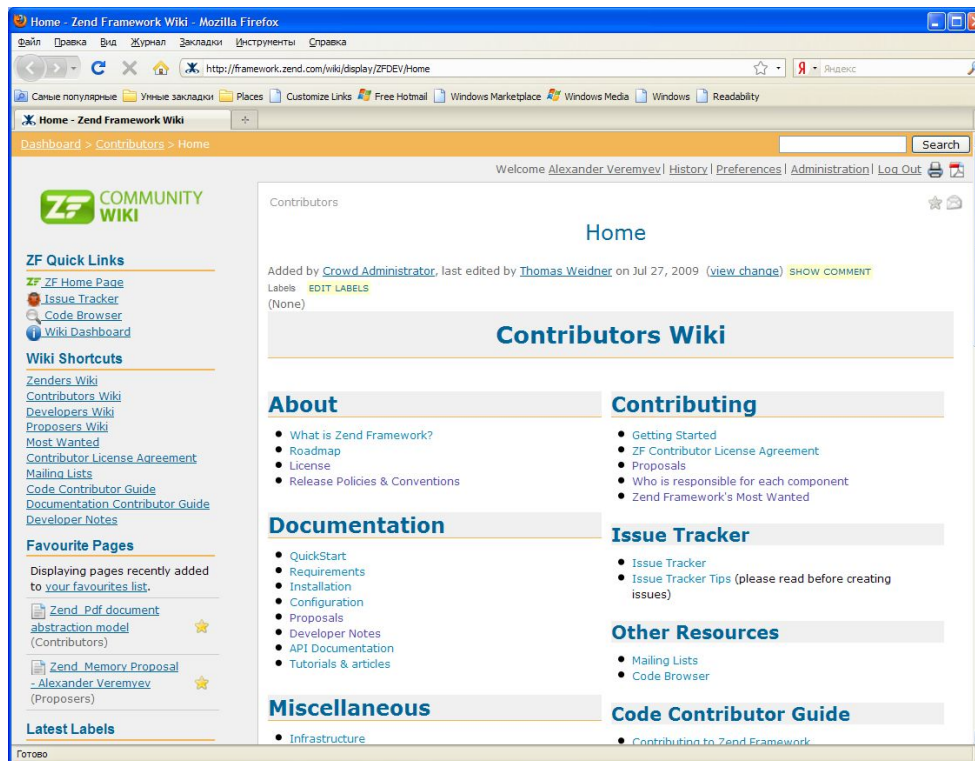 Home - Zend Framework Wiki - Mozilla Firefox
Файл Правка Вид Журнал Закладки Инструменты Справка
http://framework.zend.com/wiki/display/ZFDEV/Home
Я Яндекс
Самые популярные Умные закладки Places Customize Links Free Hotmail Windows Marketplace Windows Media Windows Readability
Home - Zend Framework Wiki
Dashboard > Contributors > Home
Search
Welcome Alexander Veremyev| History| Preferences| Administration| Log Out
ZF COMMUNITY
WIKI
ZF Quick Links
ZF ZF Home Page
Issue Tracker
Code Browser
Wiki Dashboard
Wiki Shortcuts
Zenders Wiki
Contributors Wiki
Developers Wiki
Proposers Wiki
Most Wanted
Contributor License Agreement
Mailing Lists
Code Contributor Guide
Documentation Contributor Guide
Developer Notes
Favourite Pages
Displaying pages recently added
to your favourites list.
Zend_Pdf document
abstraction model
(Contributors)
Zend_Memory Proposal
- Alexander Veremyev
(Proposers)
Latest Labels
Contributors
Home
Added by Crowd Administrator, last edited by Thomas Weidner on Jul 27, 2009 (view change) SHOW COMMENT
Labels EDIT LABELS
(None)
Contributors Wiki
About
What is Zend Framework?
Roadmap
License
Release Policies & Conventions
Documentation
QuickStart
Requirements
Installation
Configuration
Proposals
Developer Notes
API Documentation
Tutorials & articles
Miscellaneous
Infrastructure
Contributing
Getting Started
ZF Contributor License Agreement
Proposals
Who is responsible for each component
Zend Framework's Most Wanted
Issue Tracker
Issue Tracker
Issue Tracker Tips (please read before creating
issues)
Other Resources
Mailing Lists
Code Browser
Code Contributor Guide
Contributing to Zend Framework
Готово